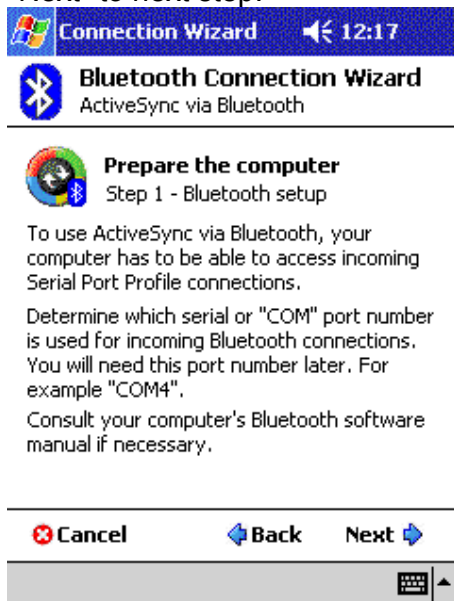 "Next" to next step.
Connection Wizard 12:17
Bluetooth Connection Wizard
ActiveSync via Bluetooth
Prepare the computer
Step 1 - Bluetooth setup
To use ActiveSync via Bluetooth, your
computer has to be able to access incoming
Serial Port Profile connections.
Determine which serial or "COM" port number
is used for incoming Bluetooth connections.
You will need this port number later. For
example "COM4".
Consult your computer's Bluetooth software
manual if necessary.
Cancel Back Next